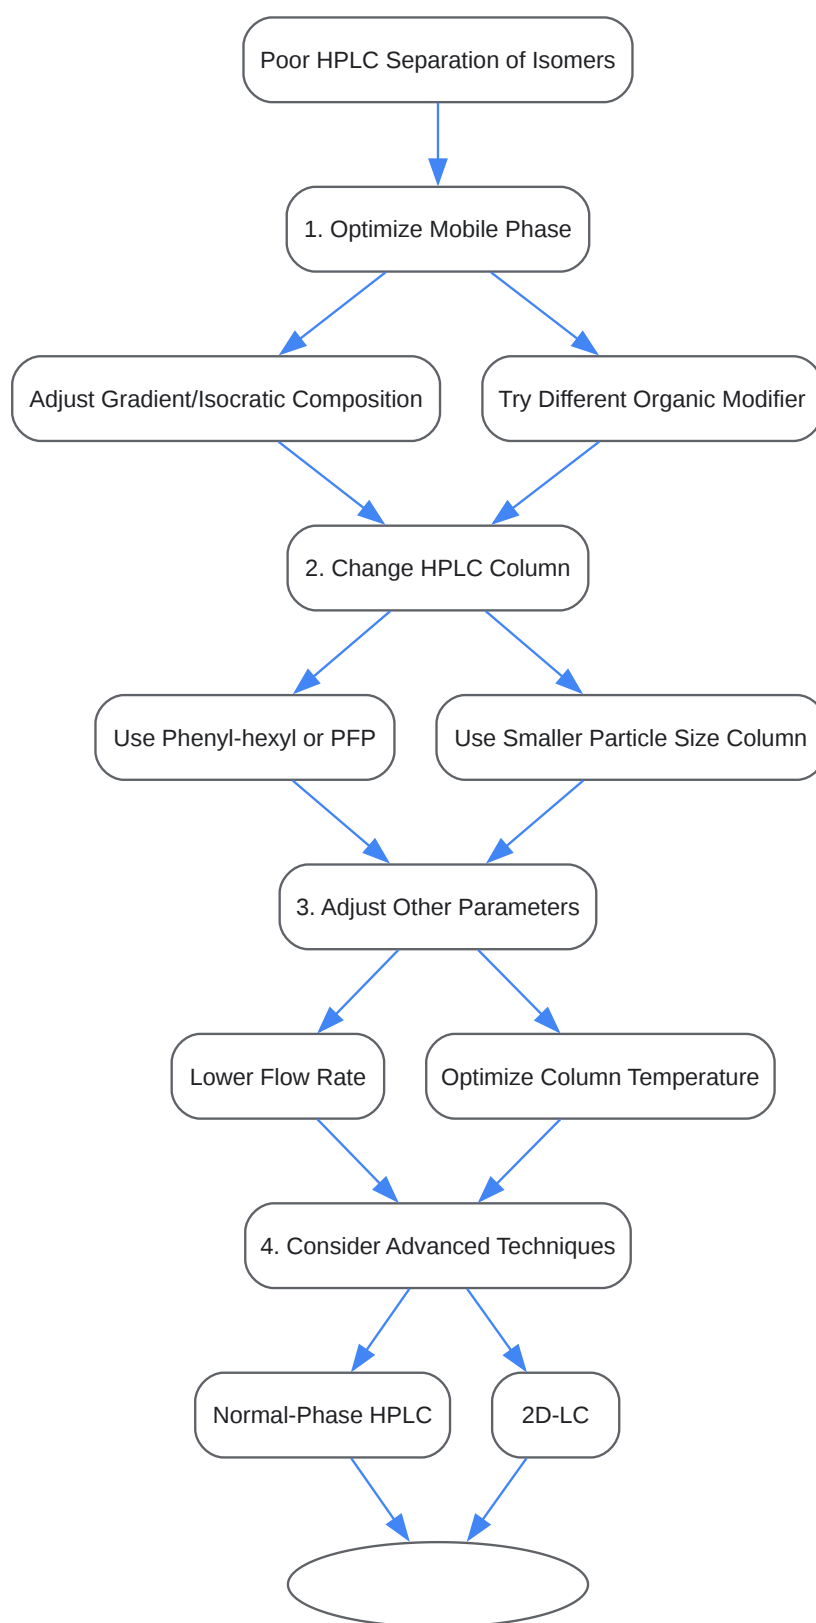 Poor HPLC Separation of Isomers
1. Optimize Mobile Phase
Adjust Gradient/Isocratic Composition
Try Different Organic Modifier
2. Change HPLC Column
Use Phenyl-hexyl or PFP
Use Smaller Particle Size Column
3. Adjust Other Parameters
Lower Flow Rate
Optimize Column Temperature
4. Consider Advanced Techniques
Normal-Phase HPLC
2D-LC